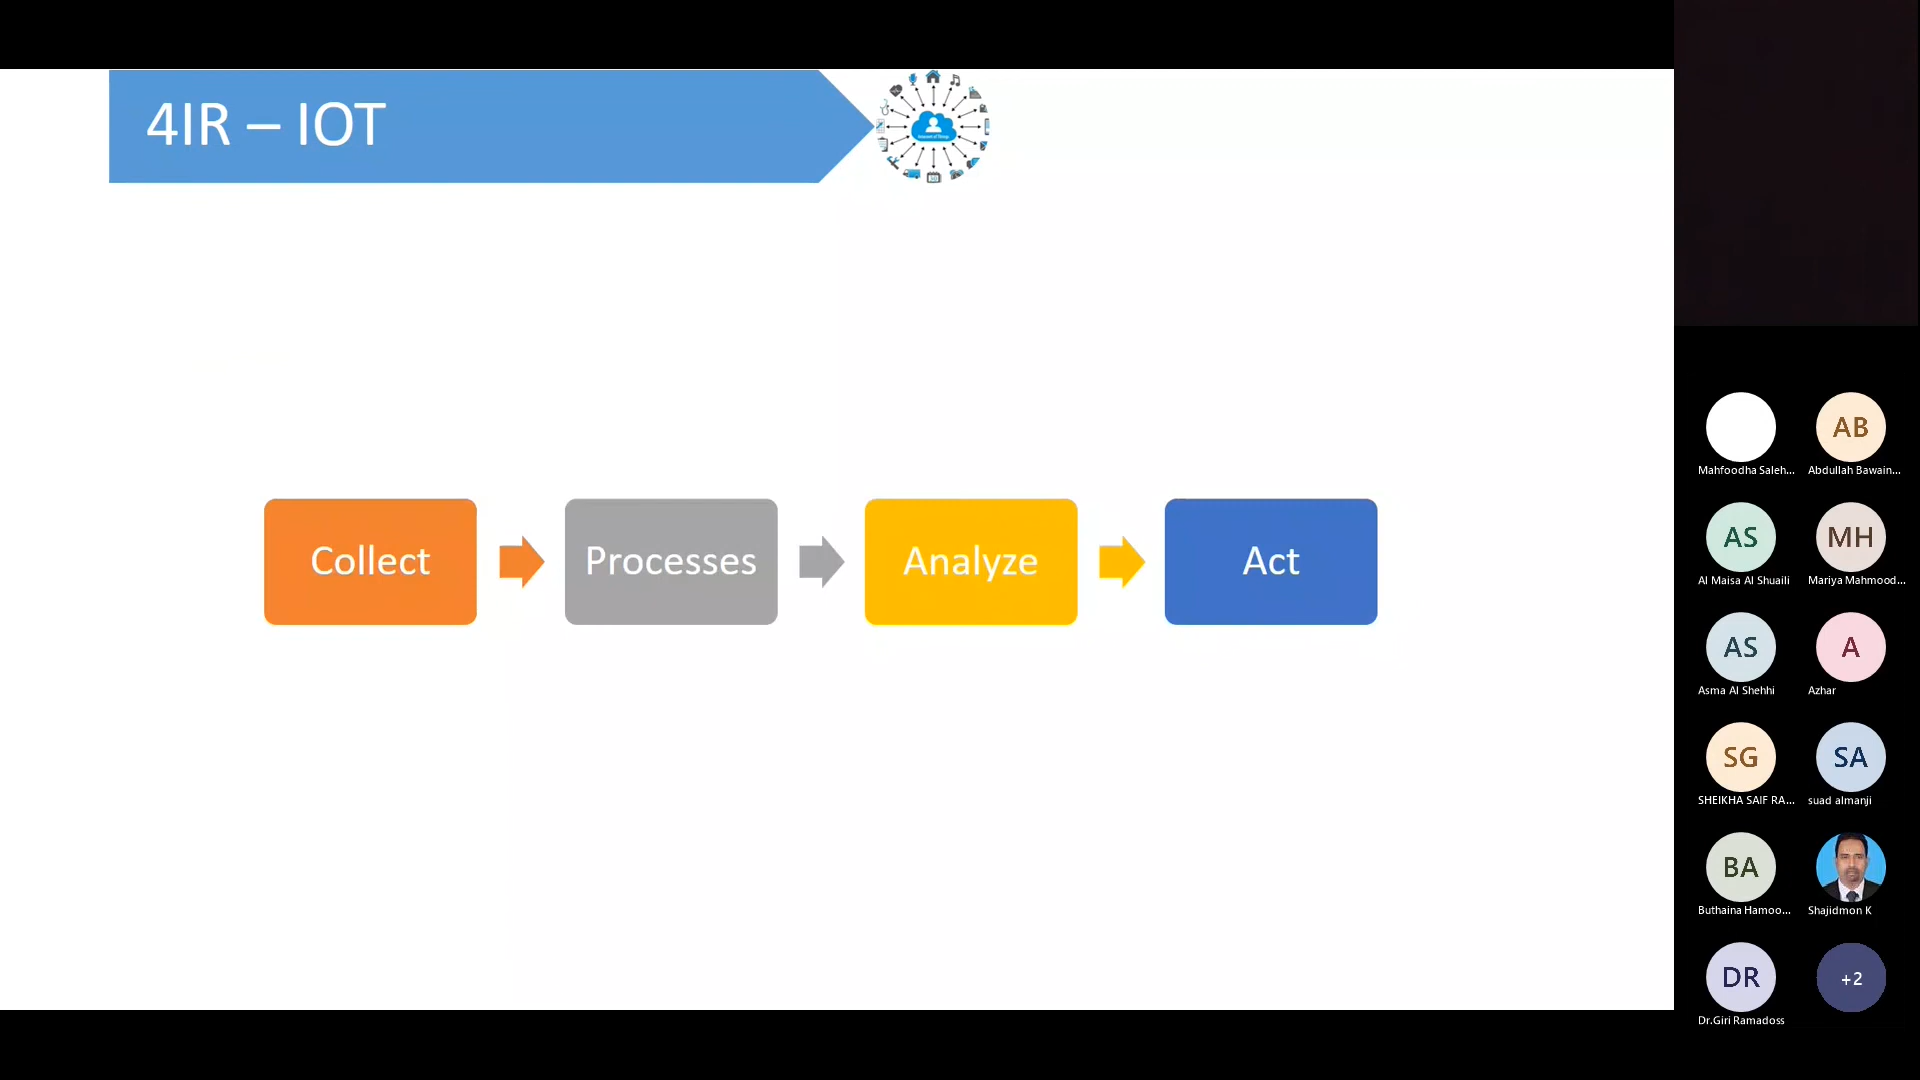 4IR – IOT
Collect
Processes
Analyze
Act
Mahfoodha Saleh...
AB
Abdullah Bawain...
AS
Al Maisa Al Shuaili
MH
Mariya Mahmood...
AS
Asma Al Shehhi
A
Azhar
SG
SHEIKHA SAIF RA...
SA
suad almanji
BA
Buthaina Hamoo...
Shajidmon K
DR
Dr.Giri Ramadoss
+2